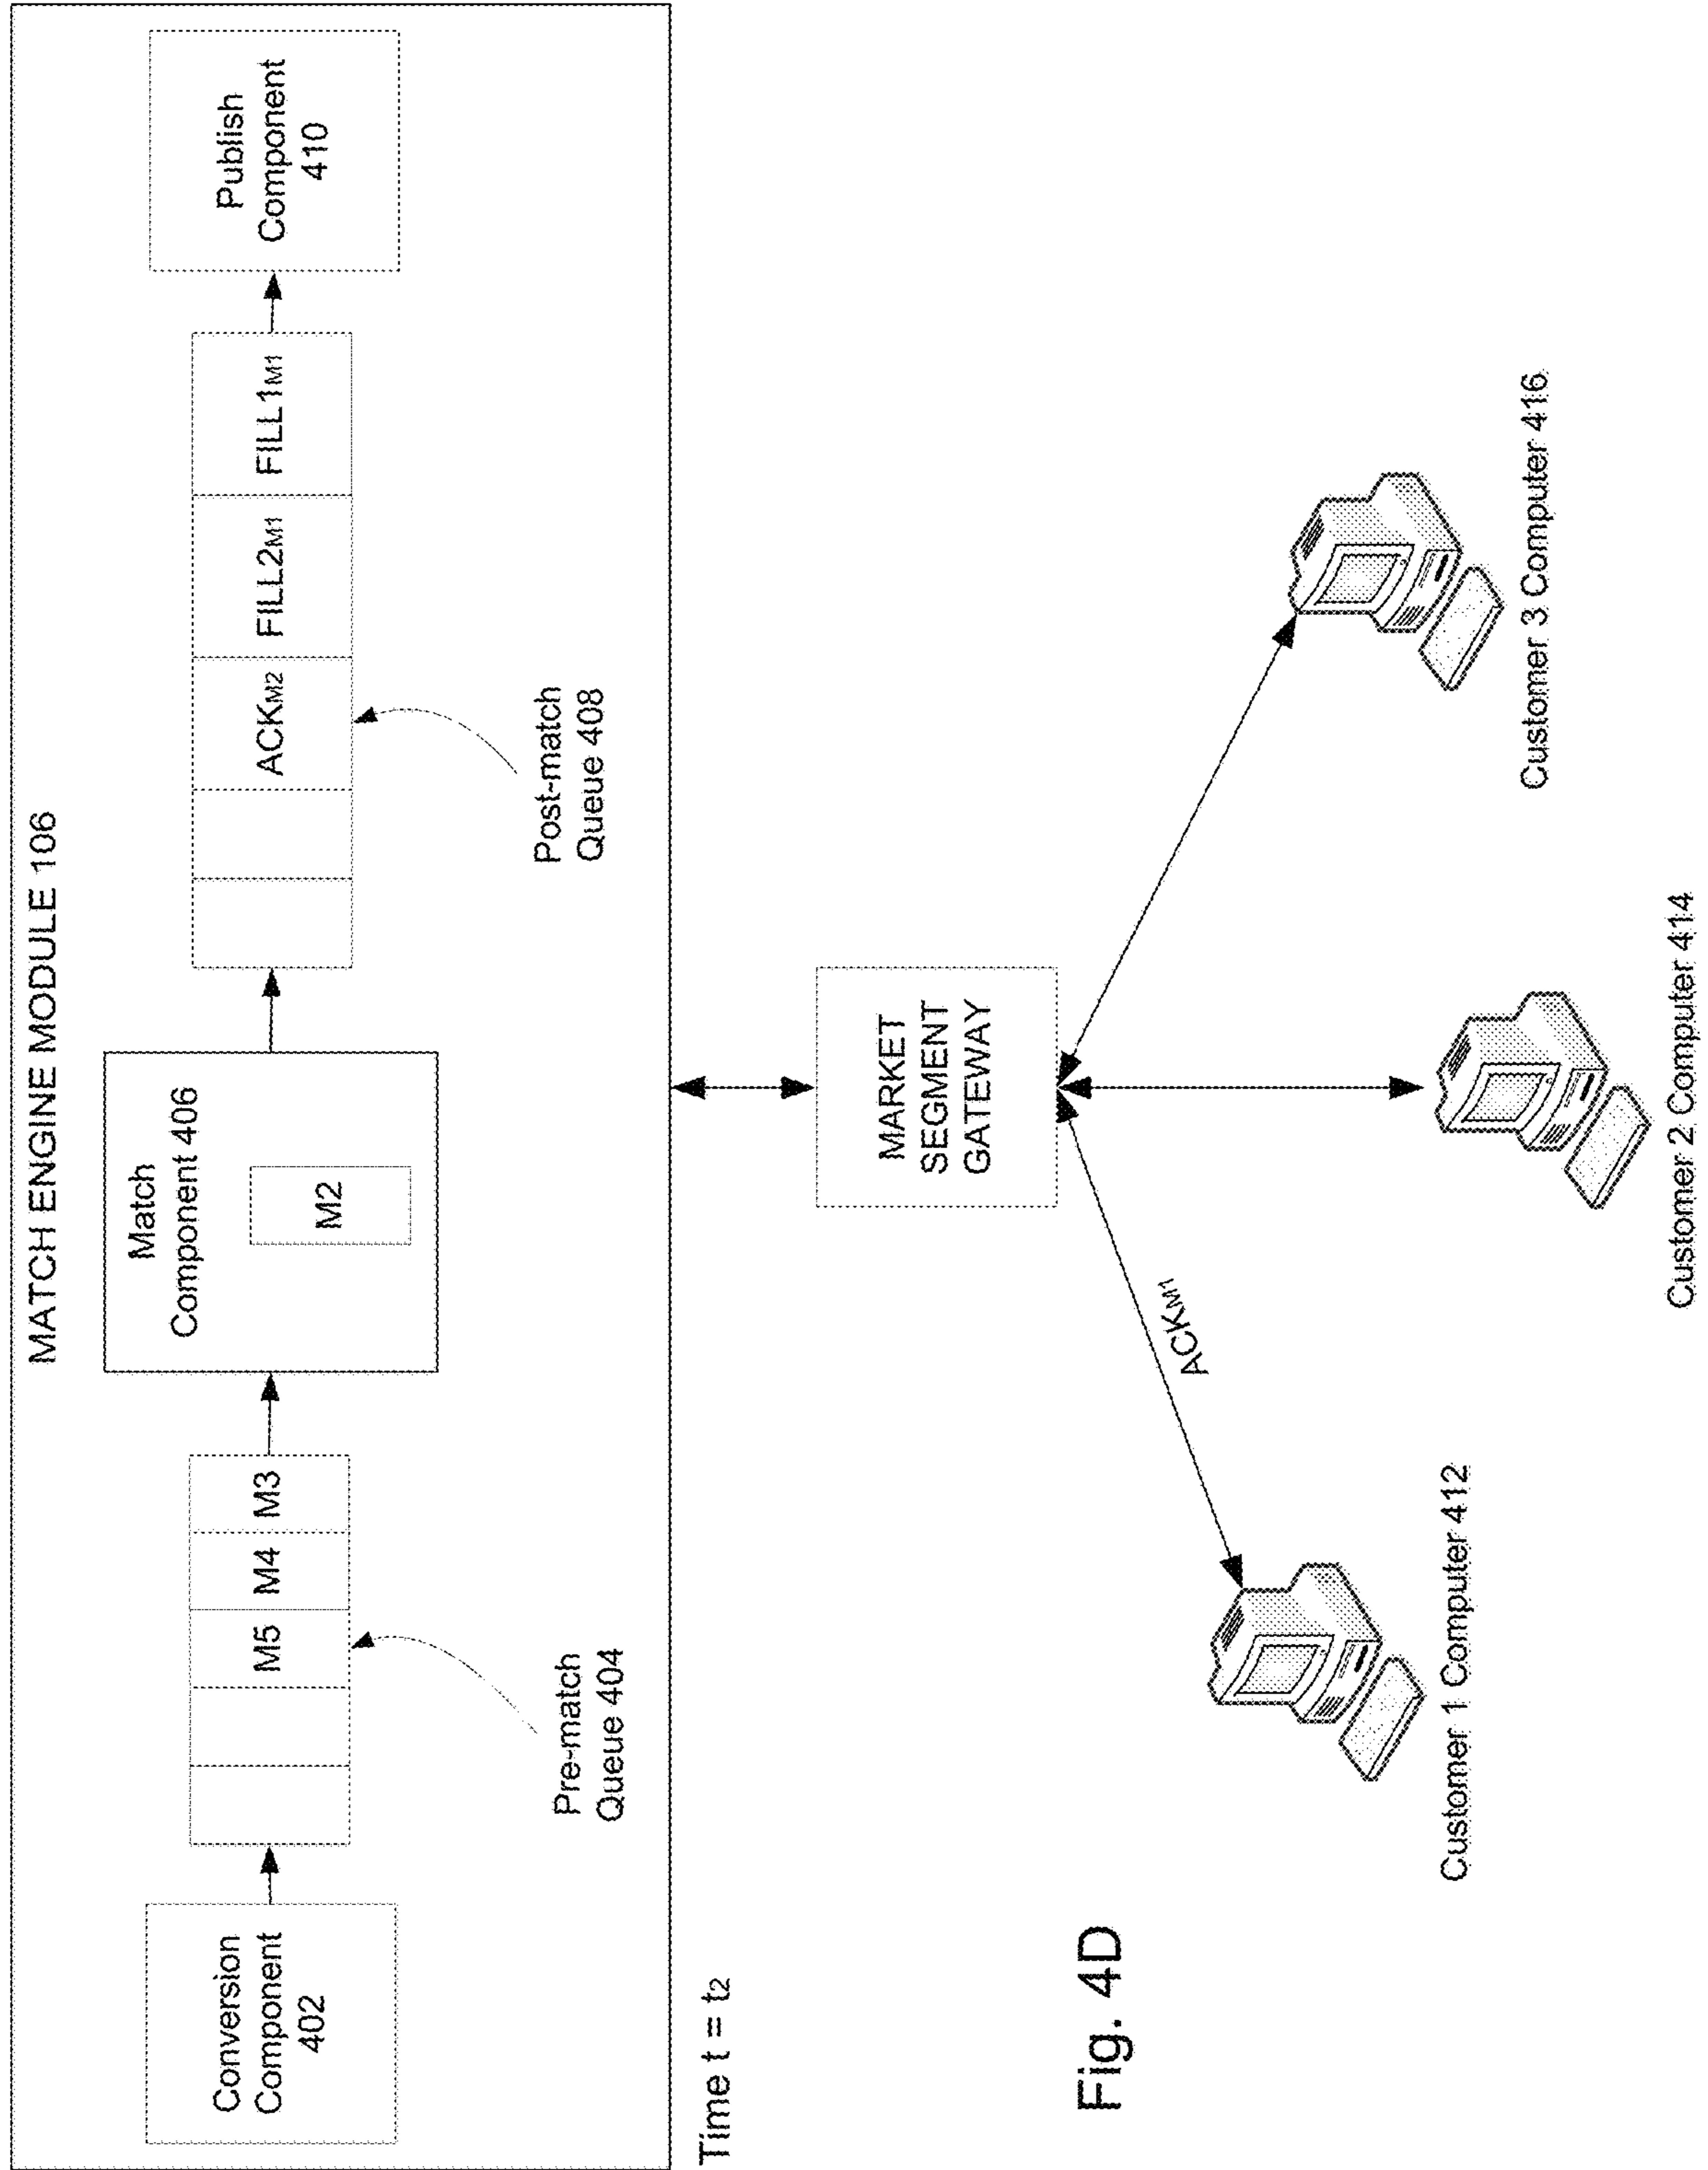 MATCH ENGINE MODULE 106
Conversion
Component
402
M5
M4
M3
Pre-match
Queue 404
Match
Component 406
M2
ACKM2
FILL2M1
FILL1M1
Post-match
Queue 408
Publish
Component
410
Time t = t2
MARKET
SEGMENT
GATEWAY
ACKM1
Customer 1 Computer 412
Customer 2 Computer 414
Customer 3 Computer 416
Fig. 4D